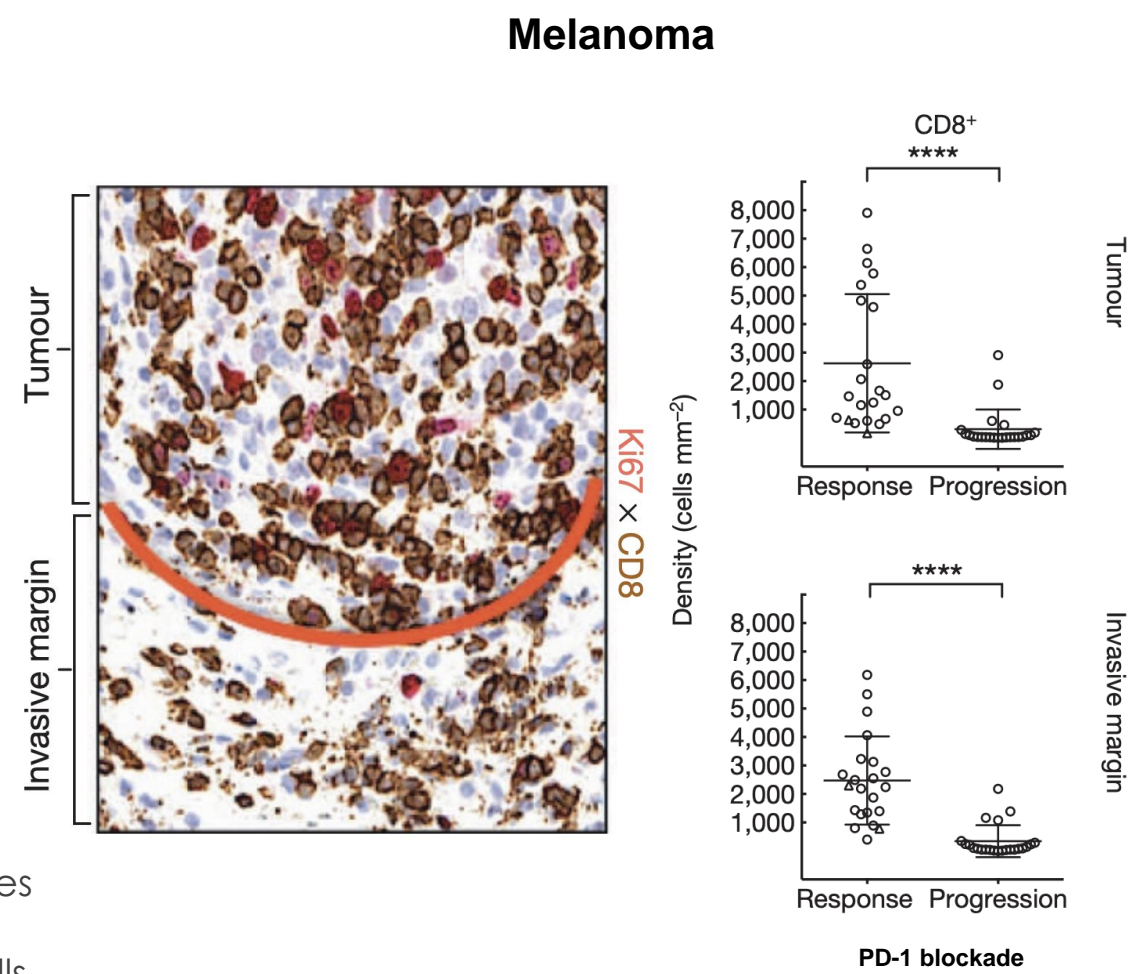 Melanoma
Tumour
Invasive margin
Ki67 × CD8
Density (cells mm⁻²)
CD8⁺
****
8,000
7,000
6,000
5,000
4,000
3,000
2,000
1,000
Response Progression
Tumour
****
8,000
7,000
6,000
5,000
4,000
3,000
2,000
1,000
Response Progression
Invasive margin
PD-1 blockade
es
lls